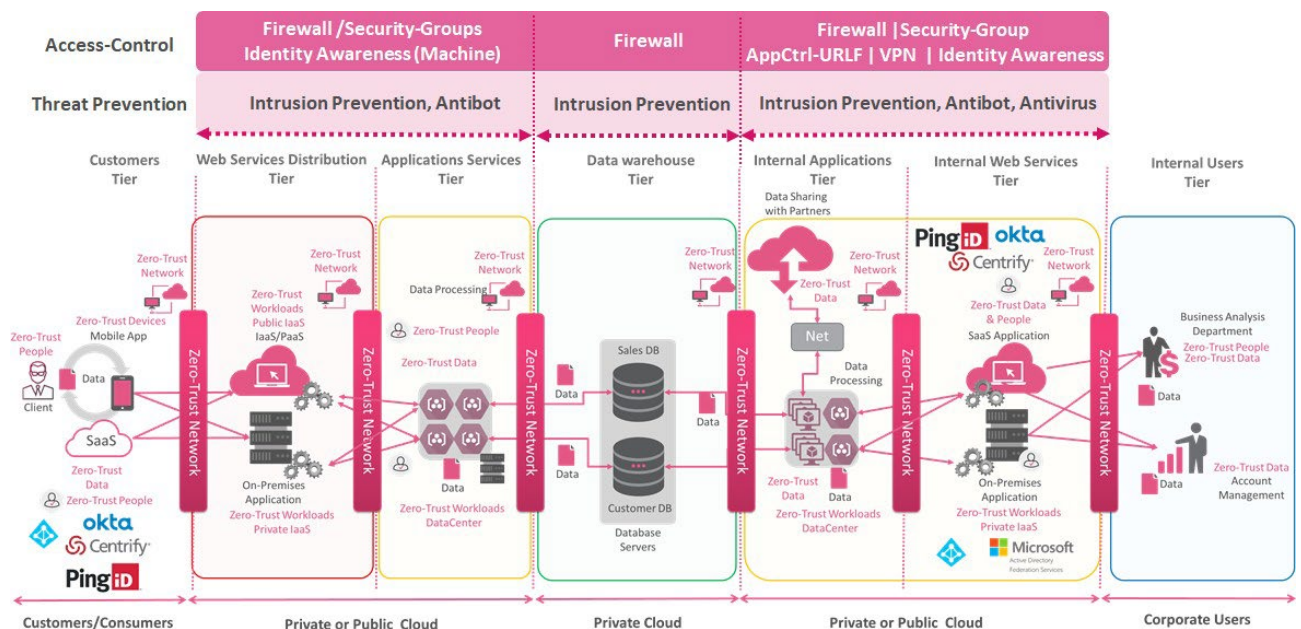 Access-Control
Firewall /Security-Groups
Identity Awareness (Machine)
Firewall
Firewall |Security-Group
AppCtrl-URLF | VPN | Identity Awareness
Threat Prevention
Intrusion Prevention, Antibot
Intrusion Prevention
Intrusion Prevention, Antibot, Antivirus
Customers
Tier
Web Services Distribution
Tier
Applications Services
Tier
Data warehouse
Tier
Internal Applications
Tier
Internal Web Services
Tier
Internal Users
Tier
Zero-Trust
Network
Zero-Trust Devices
Mobile App
Zero-Trust
People
Data
Client
SaaS
Zero-Trust
Data
Zero-Trust People
okta
Centrify
Ping iD
Zero-Trust Network
Zero-Trust
Network
Zero-Trust
Workloads
Public IaaS
IaaS/PaaS
On-Premises
Application
Zero-Trust Workloads
Private IaaS
Zero-Trust Network
Zero-Trust
Network
Data Processing
Zero-Trust People
Zero-Trust Data
Data
Zero-Trust Workloads
DataCenter
Zero-Trust Network
Zero-Trust
Network
Data
Data
Sales DB
Customer DB
Database
Servers
Data
Zero-Trust Network
Data Sharing
with Partners
Zero-Trust
Network
Zero-Trust
Data
Net
Data
Processing
Zero-Trust
Data
Data
Zero-Trust Workloads
DataCenter
Zero-Trust Network
Ping iD
okta
Centrify
Zero-Trust
Network
Zero-Trust Data
& People
SaaS Application
On-Premises
Application
Zero-Trust Workloads
Private IaaS
Microsoft
Active Directory
Federation Services
Zero-Trust Network
Business Analysis
Department
Zero-Trust People
Zero-Trust Data
Data
Data
Zero-Trust Data
Account
Management
Customers/Consumers
Private or Public Cloud
Private Cloud
Private or Public Cloud
Corporate Users